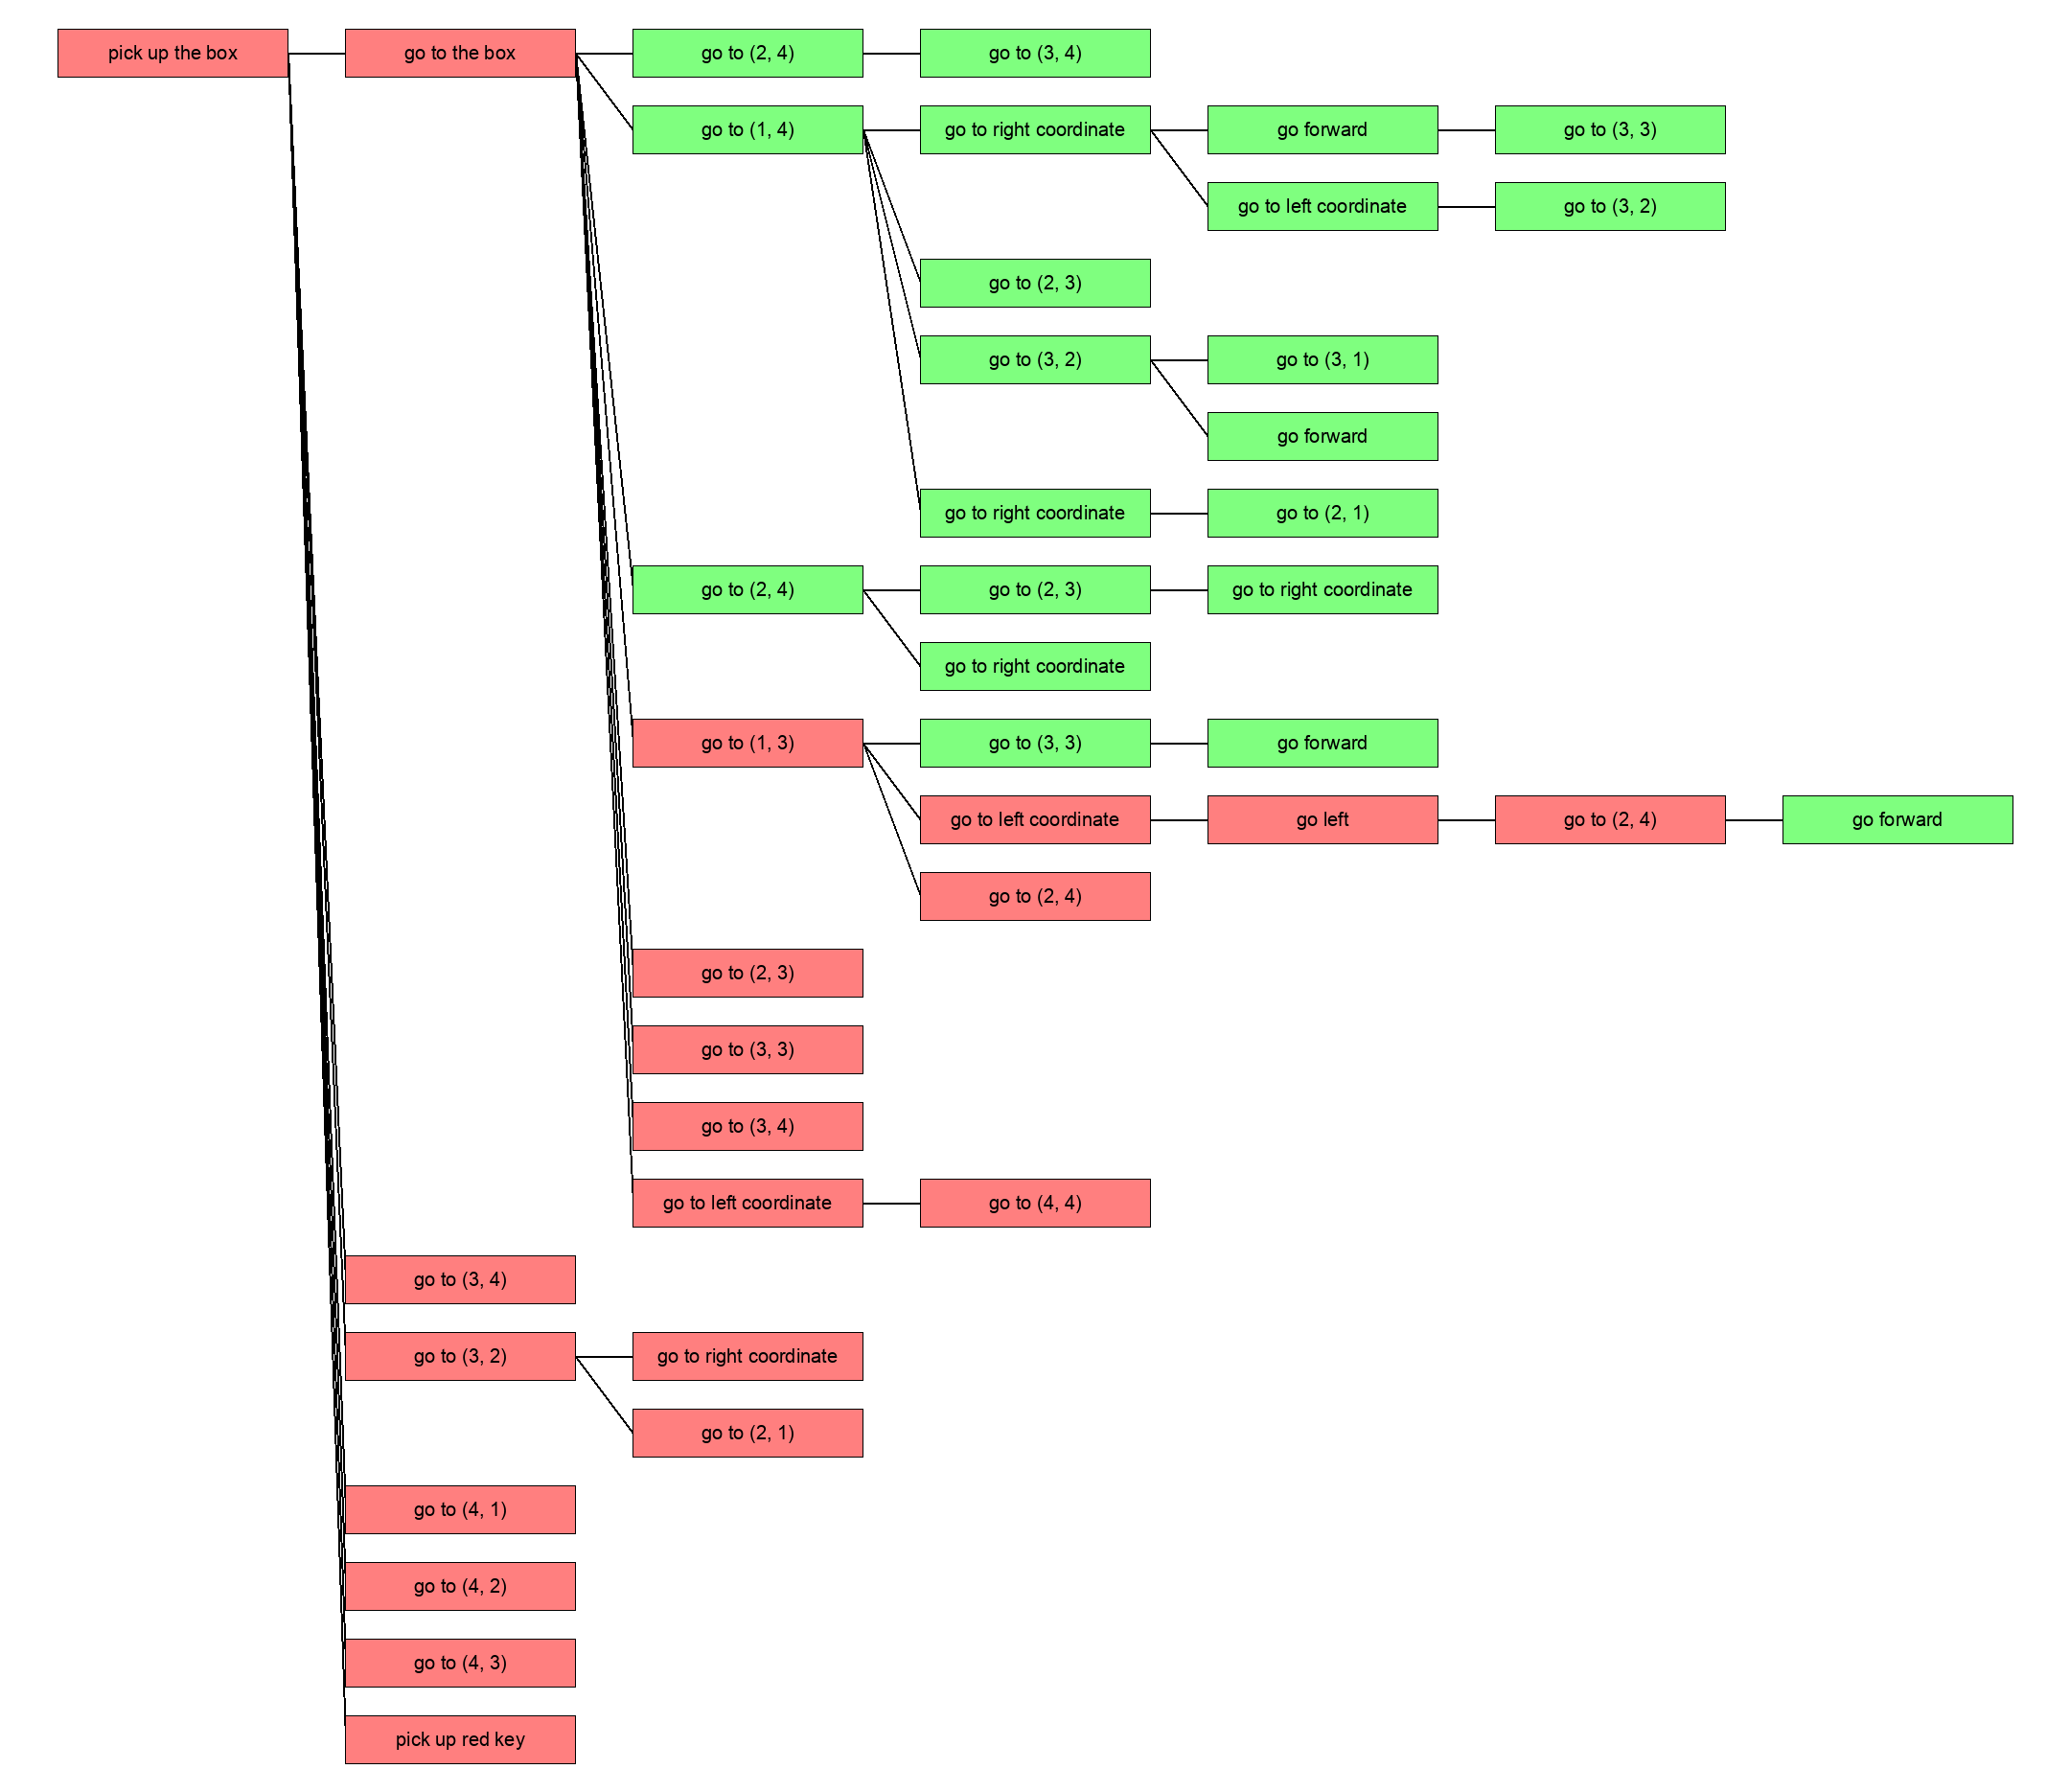 pick up the box
go to the box
go to (2, 4)
go to (3, 4)
go to (1, 4)
go to right coordinate
go forward
go to (3, 3)
go to left coordinate
go to (3, 2)
go to (2, 3)
go to (3, 2)
go to (3, 1)
go forward
go to right coordinate
go to (2, 1)
go to (2, 4)
go to (2, 3)
go to right coordinate
go to right coordinate
go to (1, 3)
go to (3, 3)
go forward
go to left coordinate
go left
go to (2, 4)
go forward
go to (2, 4)
go to (2, 3)
go to (3, 3)
go to (3, 4)
go to left coordinate
go to (4, 4)
go to (3, 4)
go to (3, 2)
go to right coordinate
go to (2, 1)
go to (4, 1)
go to (4, 2)
go to (4, 3)
pick up red key